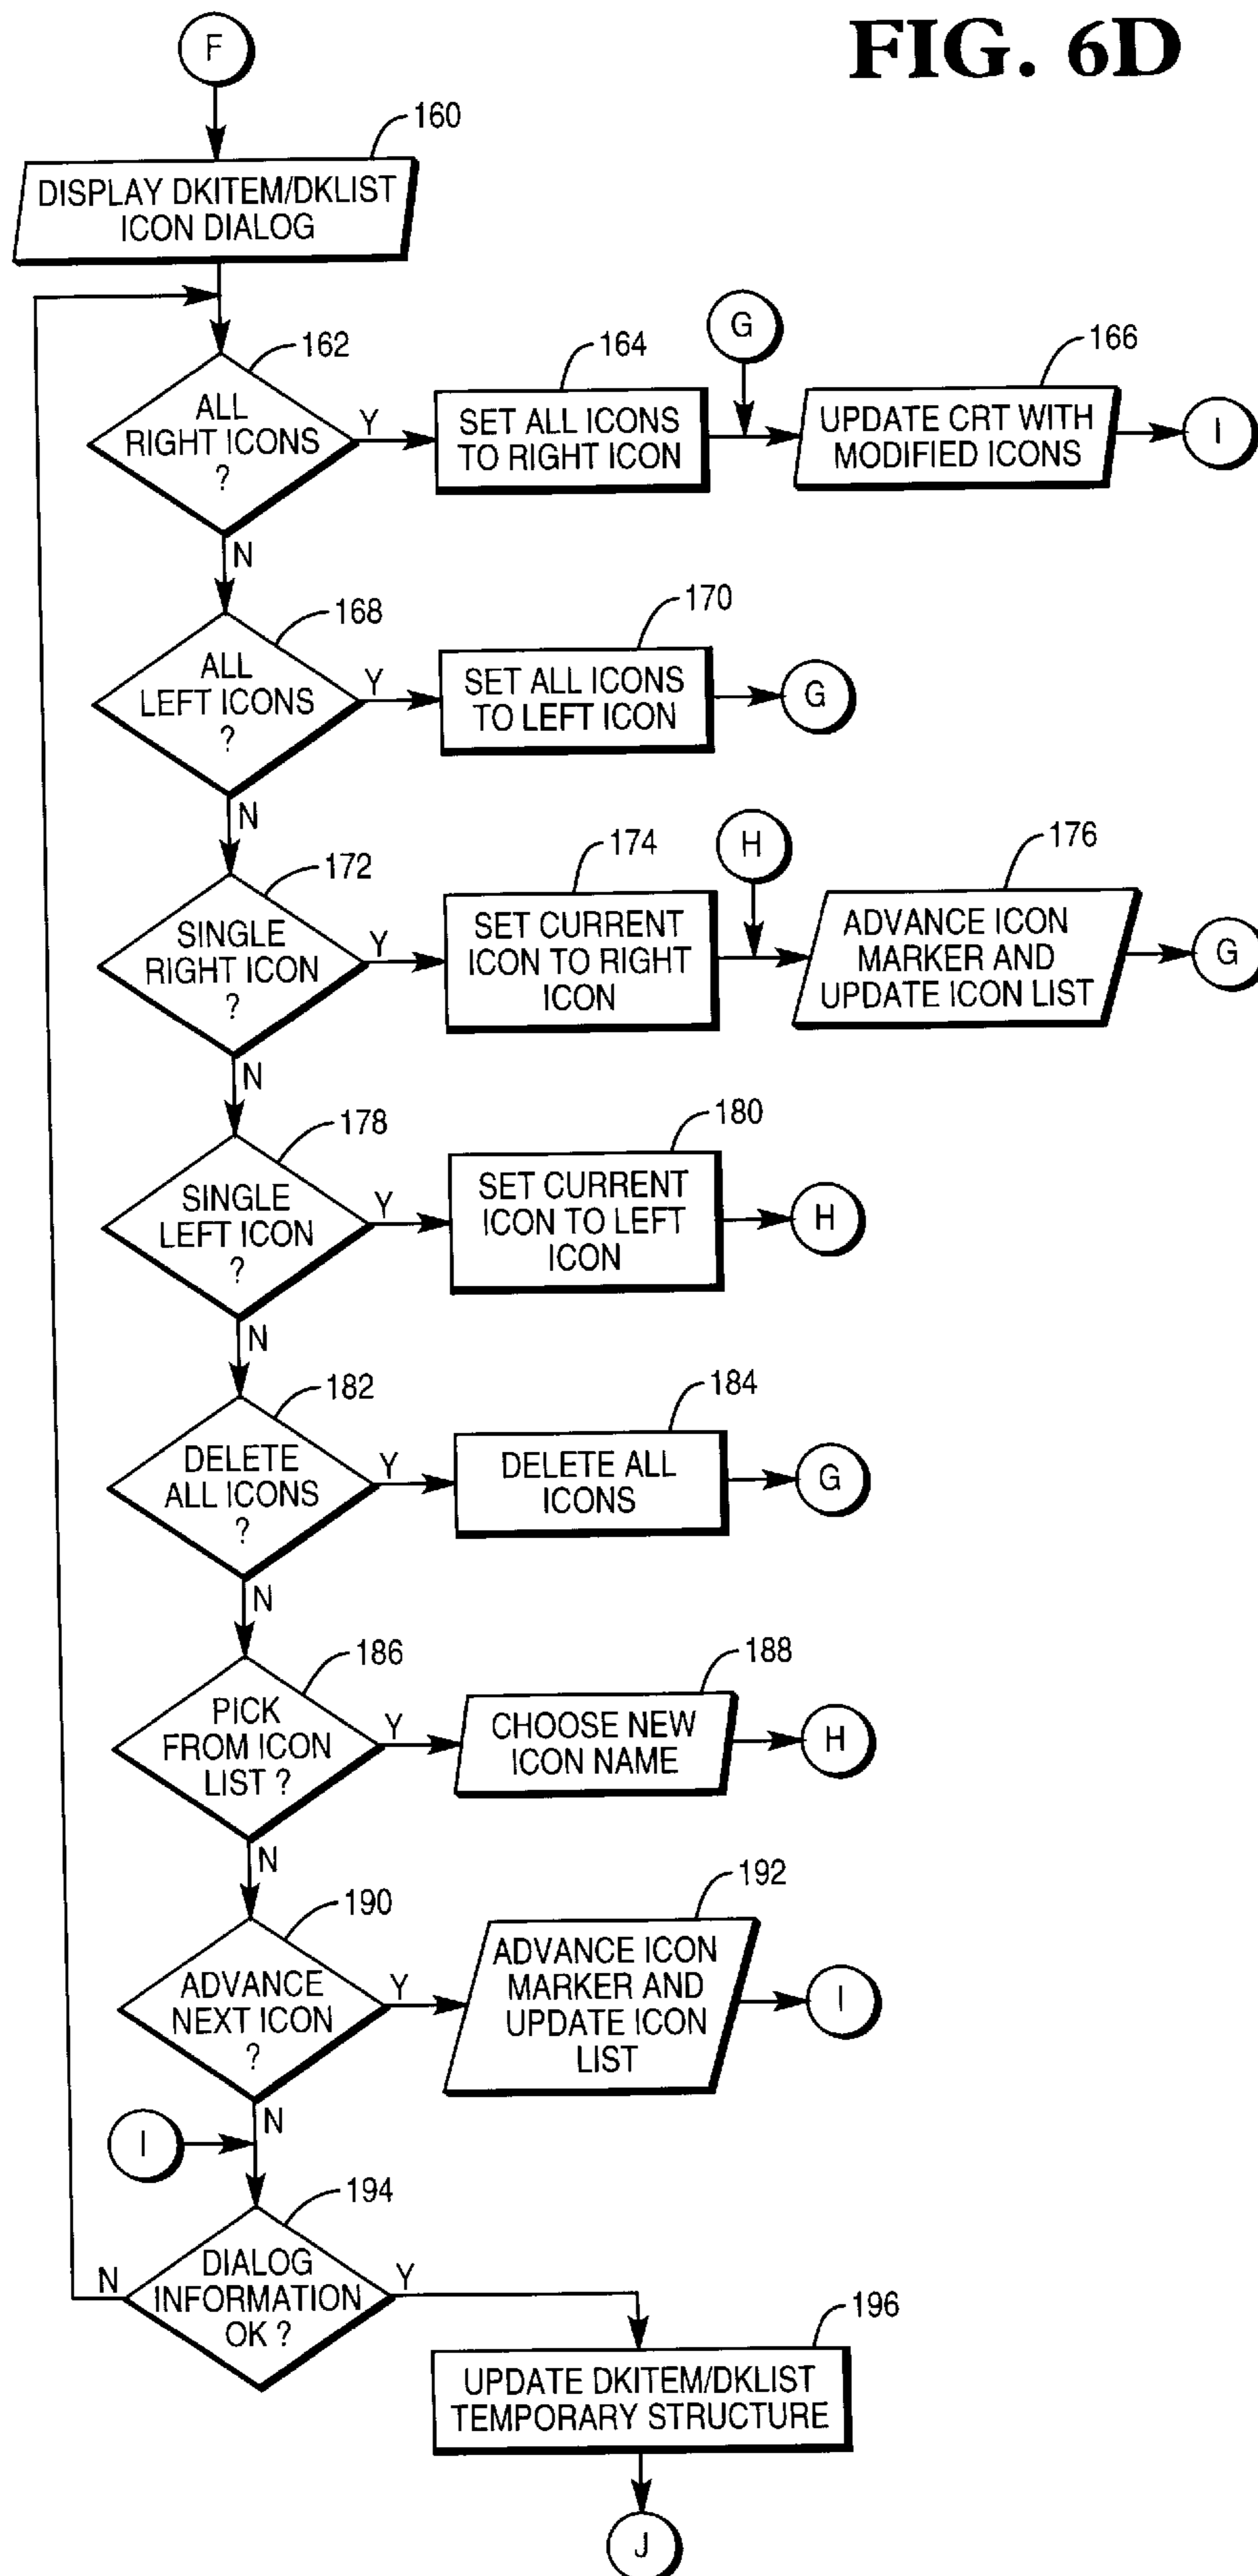 FIG. 6D
F
160
DISPLAY DKITEM/DKLIST
ICON DIALOG
162
ALL
RIGHT ICONS
?
Y
N
164
SET ALL ICONS
TO RIGHT ICON
G
166
UPDATE CRT WITH
MODIFIED ICONS
I
168
ALL
LEFT ICONS
?
Y
N
170
SET ALL ICONS
TO LEFT ICON
G
172
SINGLE
RIGHT ICON
?
Y
N
174
SET CURRENT
ICON TO RIGHT
ICON
H
176
ADVANCE ICON
MARKER AND
UPDATE ICON LIST
G
178
SINGLE
LEFT ICON
?
Y
N
180
SET CURRENT
ICON TO LEFT
ICON
H
182
DELETE
ALL ICONS
?
Y
N
184
DELETE ALL
ICONS
G
186
PICK
FROM ICON
LIST ?
Y
N
188
CHOOSE NEW
ICON NAME
H
190
ADVANCE
NEXT ICON
?
Y
N
192
ADVANCE ICON
MARKER AND
UPDATE ICON
LIST
I
I
194
DIALOG
INFORMATION
OK ?
N
Y
196
UPDATE DKITEM/DKLIST
TEMPORARY STRUCTURE
J